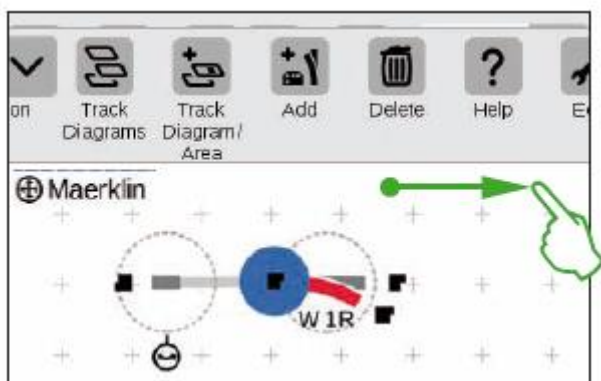 on
Track
Diagrams
Track
Diagram/
Area
Add
Delete
Help
E
Maerklin
W 1R